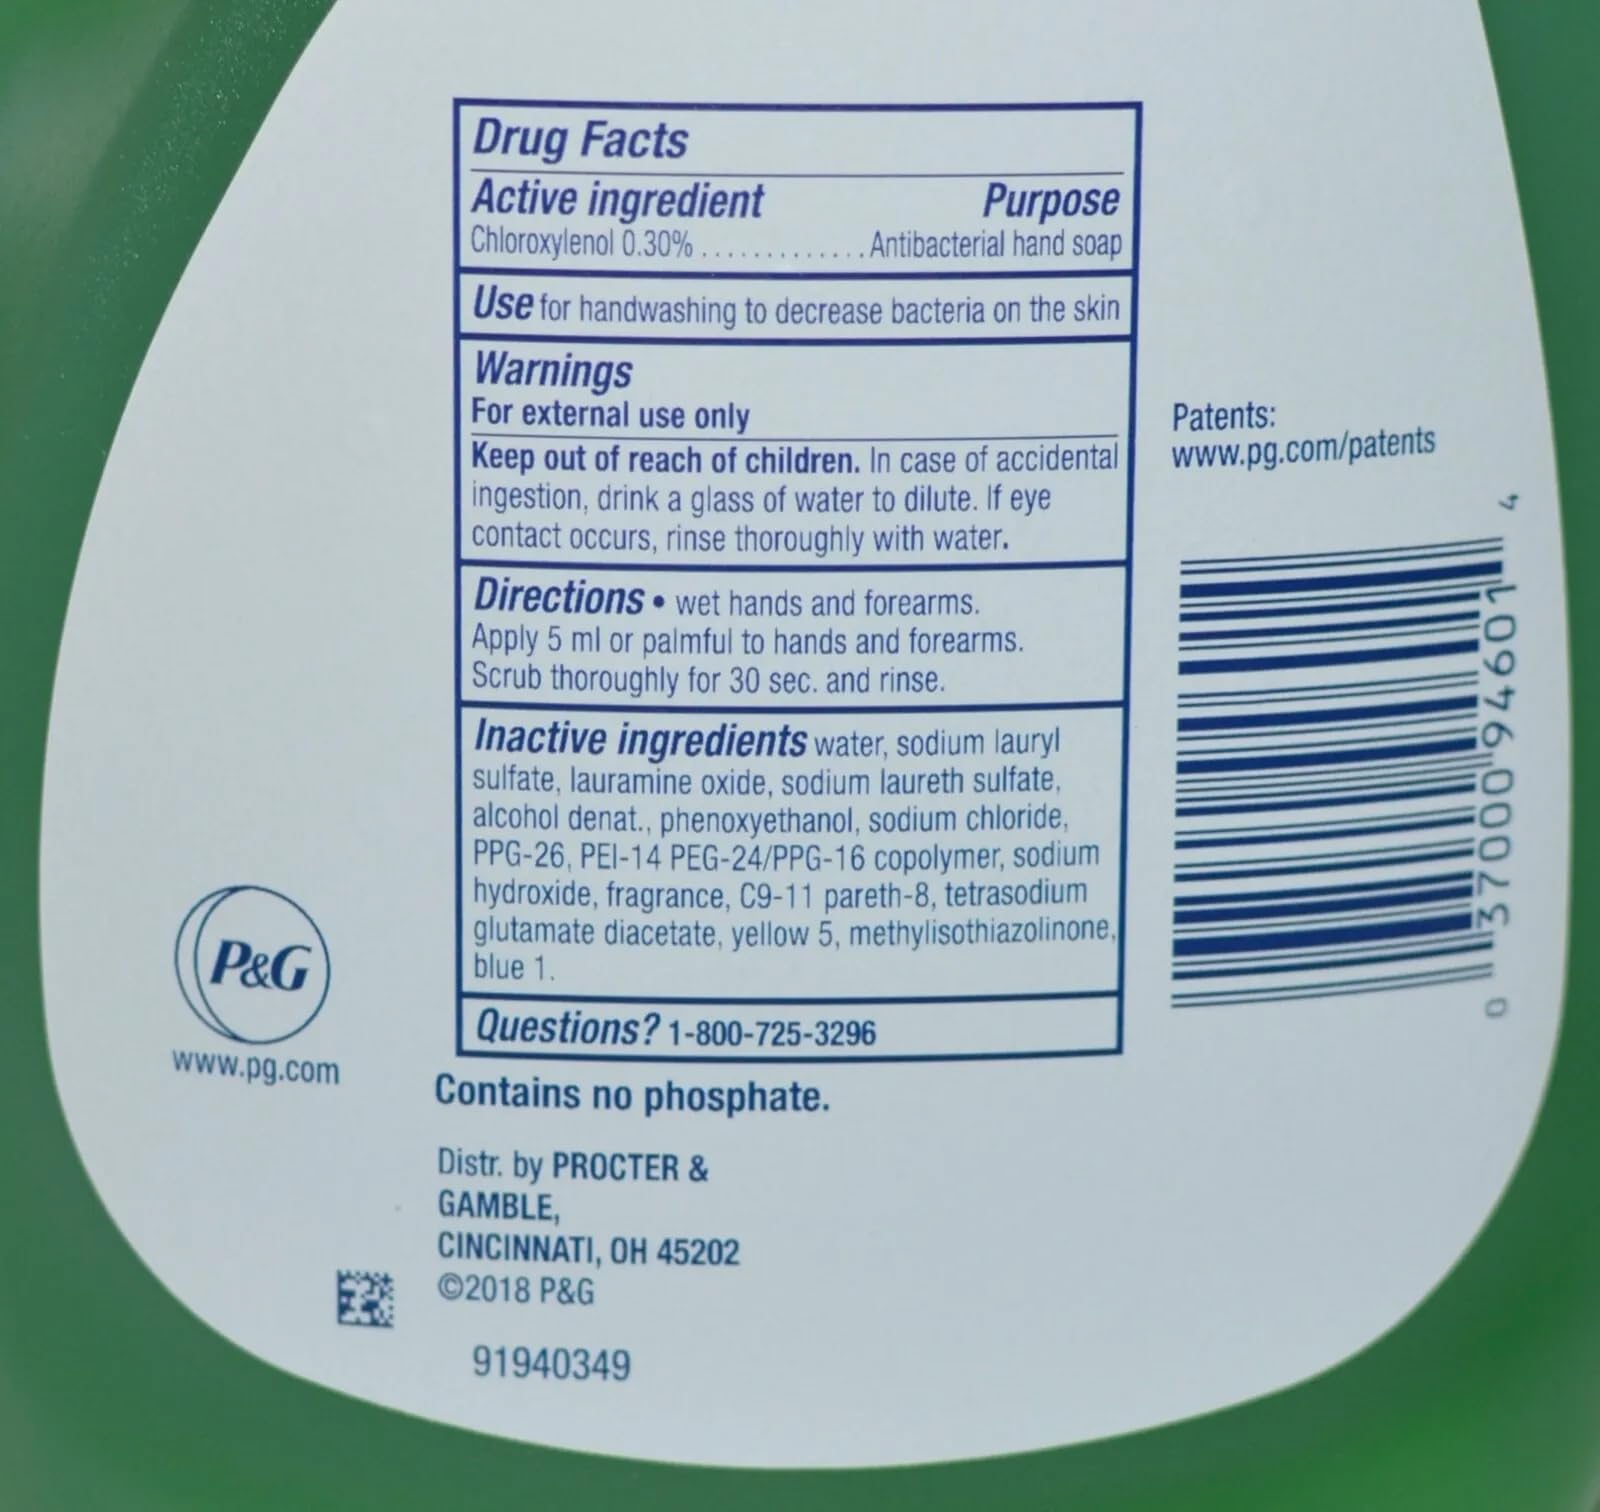 Drug Facts
Active ingredient Purpose
Chloroxylenol 0.30% ............. Antibacterial hand soap
Use for handwashing to decrease bacteria on the skin
Warnings
For external use only
Keep out of reach of children. In case of accidental
ingestion, drink a glass of water to dilute. If eye
contact occurs, rinse thoroughly with water.
Directions • wet hands and forearms.
Apply 5 ml or palmful to hands and forearms.
Scrub thoroughly for 30 sec. and rinse.
Inactive ingredients water, sodium lauryl
sulfate, lauramine oxide, sodium laureth sulfate,
alcohol denat., phenoxyethanol, sodium chloride,
PPG-26, PEI-14 PEG-24/PPG-16 copolymer, sodium
hydroxide, fragrance, C9-11 pareth-8, tetrasodium
glutamate diacetate, yellow 5, methylisothiazolinone,
blue 1.
Questions? 1-800-725-3296
Contains no phosphate.
Distr. by PROCTER &
GAMBLE,
CINCINNATI, OH 45202
©2018 P&G
91940349
P&G
www.pg.com
Patents:
www.pg.com/patents
0 37000 94601 4